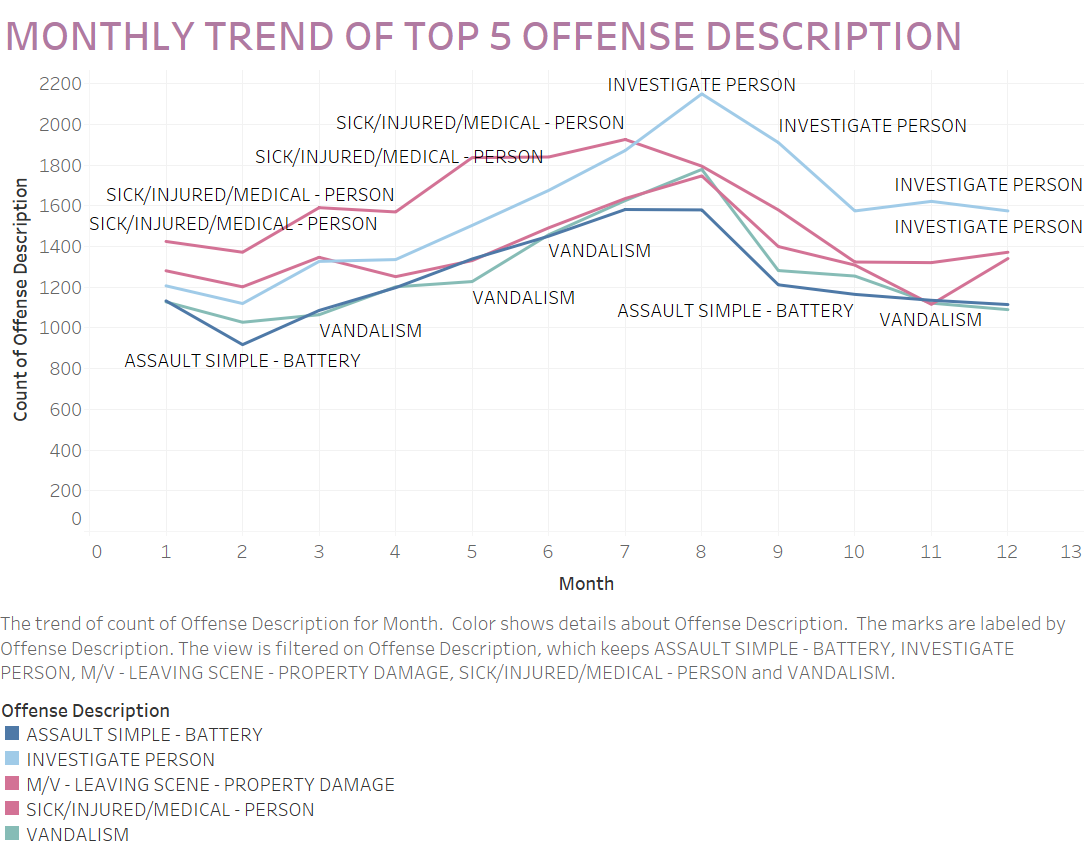 MONTHLY TREND OF TOP 5 OFFENSE DESCRIPTION
2200
2000
1800
1600
1400
1200
1000
800
600
400
200
0
Count of Offense Description
INVESTIGATE PERSON
SICK/INJURED/MEDICAL - PERSON
INVESTIGATE PERSON
SICK/INJURED/MEDICAL - PERSON
SICK/INJURED/MEDICAL - PERSON
INVESTIGATE PERSON
SICK/INJURED/MEDICAL - PERSON
INVESTIGATE PERSON
VANDALISM
VANDALISM
ASSAULT SIMPLE - BATTERY
VANDALISM
VANDALISM
ASSAULT SIMPLE - BATTERY
0 1 2 3 4 5 6 7 8 9 10 11 12 13
Month
The trend of count of Offense Description for Month. Color shows details about Offense Description. The marks are labeled by
Offense Description. The view is filtered on Offense Description, which keeps ASSAULT SIMPLE - BATTERY, INVESTIGATE
PERSON, M/V - LEAVING SCENE - PROPERTY DAMAGE, SICK/INJURED/MEDICAL - PERSON and VANDALISM.
Offense Description
ASSAULT SIMPLE - BATTERY
INVESTIGATE PERSON
M/V - LEAVING SCENE - PROPERTY DAMAGE
SICK/INJURED/MEDICAL - PERSON
VANDALISM